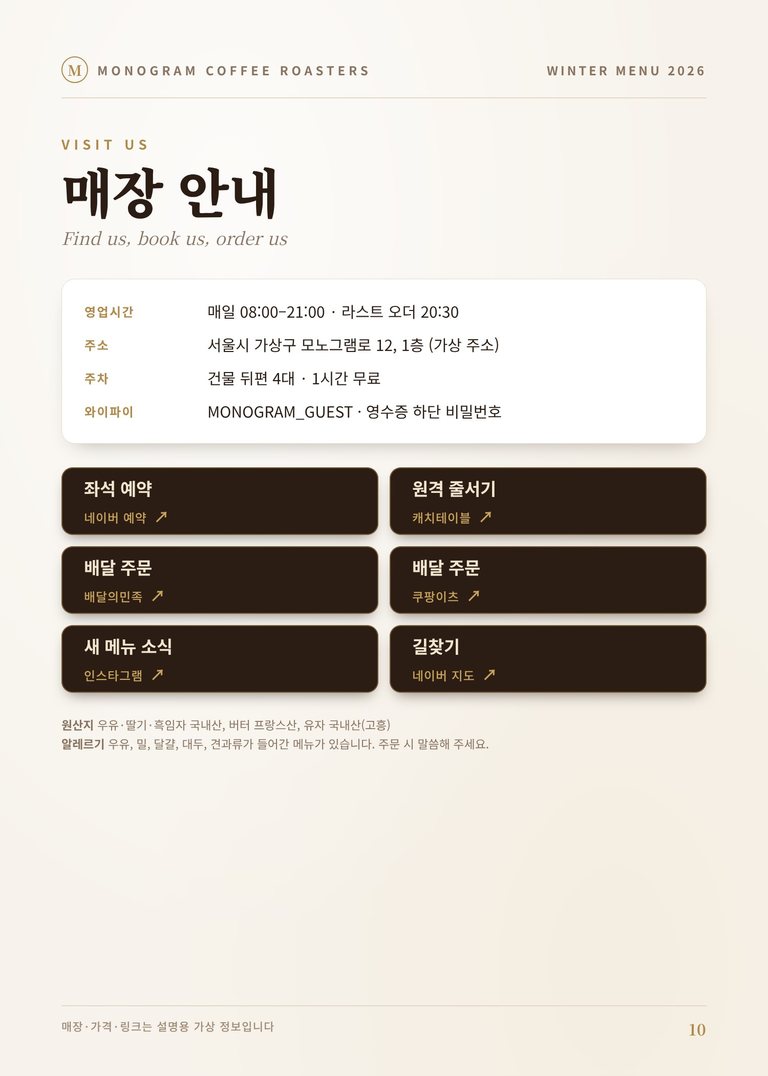 M MONOGRAM COFFEE ROASTERS
WINTER MENU 2026
VISIT US
매장 안내
Find us, book us, order us
영업시간 매일 08:00–21:00 · 라스트 오더 20:30
주소 서울시 가상구 모노그램로 12, 1층 (가상 주소)
주차 건물 뒤편 4대 · 1시간 무료
와이파이 MONOGRAM_GUEST · 영수증 하단 비밀번호
좌석 예약
네이버 예약 ↗
원격 줄서기
캐치테이블 ↗
배달 주문
배달의민족 ↗
배달 주문
쿠팡이츠 ↗
새 메뉴 소식
인스타그램 ↗
길찾기
네이버 지도 ↗
원산지 우유·딸기·흑임자 국내산, 버터 프랑스산, 유자 국내산(고흥)
알레르기 우유, 밀, 달걀, 대두, 견과류가 들어간 메뉴가 있습니다. 주문 시 말씀해 주세요.
매장·가격·링크는 설명용 가상 정보입니다
10